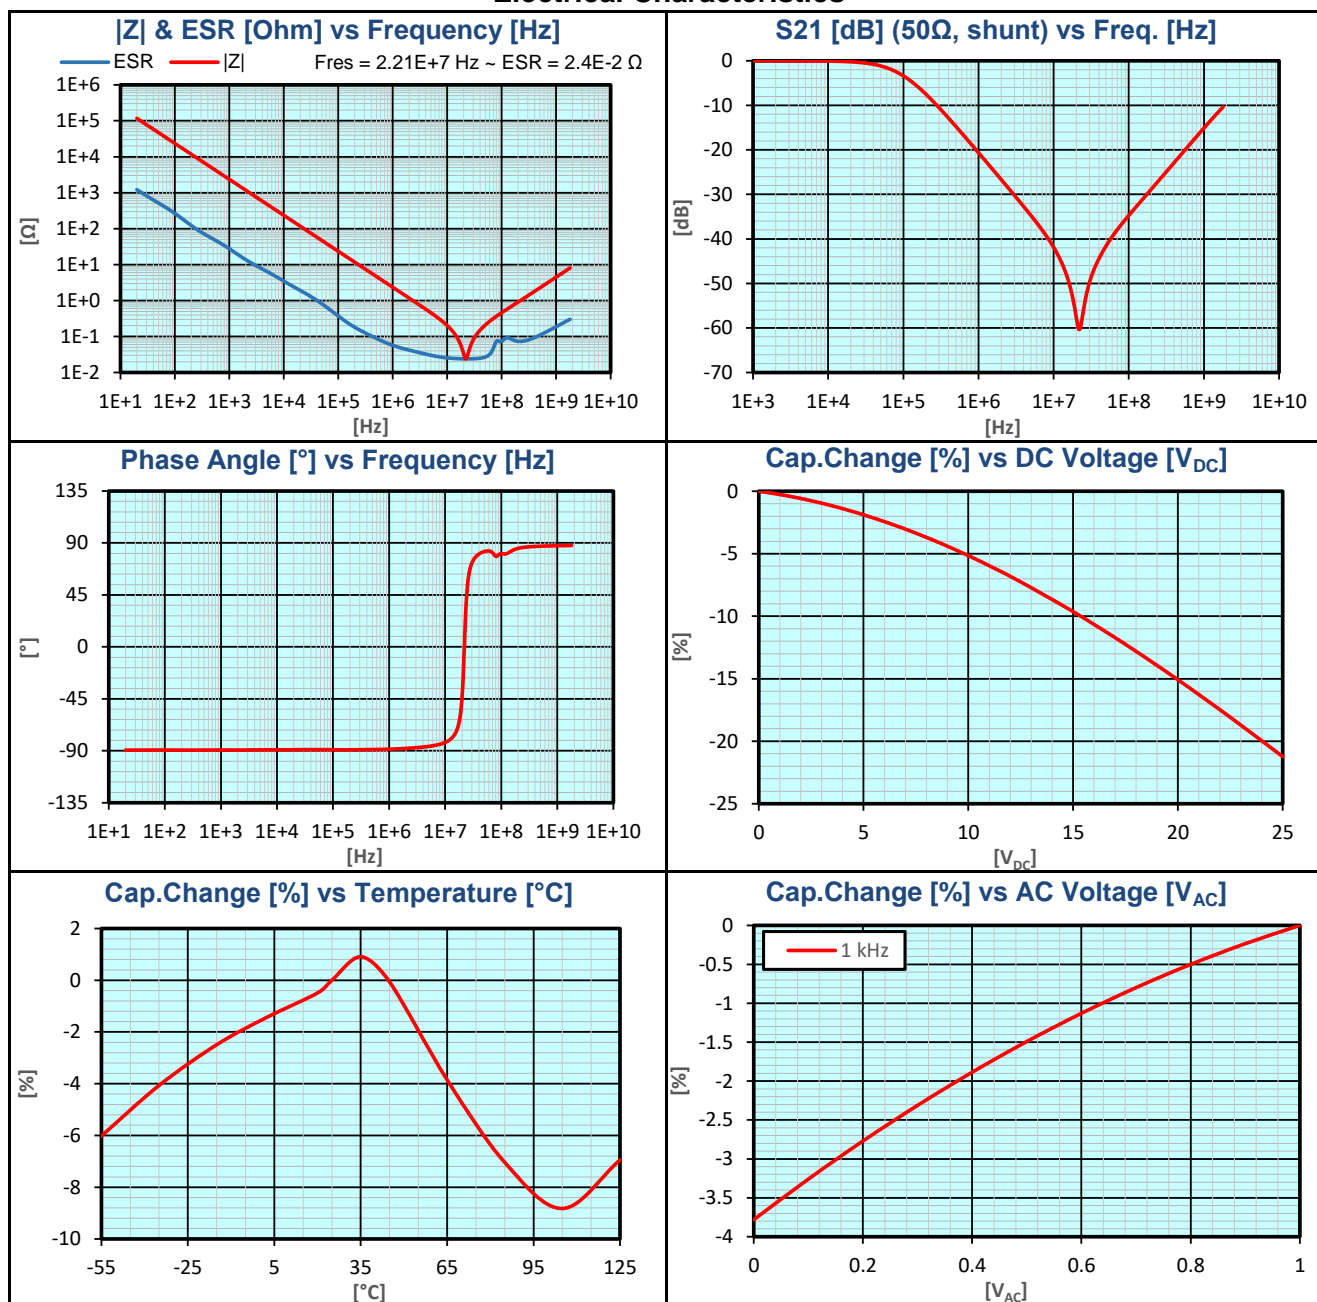 |Z| & ESR [Ohm] vs Frequency [Hz]
ESR |Z| Fres = 2.21E+7 Hz ~ ESR = 2.4E-2 Ω
1E+6
1E+5
1E+4
1E+3
1E+2
1E+1
1E+0
1E-1
1E-2
[Ω]
1E+1 1E+2 1E+3 1E+4 1E+5 1E+6 1E+7 1E+8 1E+9 1E+10
[Hz]
S21 [dB] (50Ω, shunt) vs Freq. [Hz]
0
-10
-20
-30
-40
-50
-60
-70
[dB]
1E+3 1E+4 1E+5 1E+6 1E+7 1E+8 1E+9 1E+10
[Hz]
Phase Angle [°] vs Frequency [Hz]
135
90
45
0
-45
-90
-135
[°]
1E+1 1E+2 1E+3 1E+4 1E+5 1E+6 1E+7 1E+8 1E+9 1E+10
[Hz]
Cap.Change [%] vs DC Voltage [VDC]
0
-5
-10
-15
-20
-25
[%]
0 5 10 15 20 25
[VDC]
Cap.Change [%] vs Temperature [°C]
2
0
-2
-4
-6
-8
-10
[%]
-55 -25 5 35 65 95 125
[°C]
Cap.Change [%] vs AC Voltage [VAC]
1 kHz
0
-0.5
-1
-1.5
-2
-2.5
-3
-3.5
-4
[%]
0 0.2 0.4 0.6 0.8 1
[VAC]